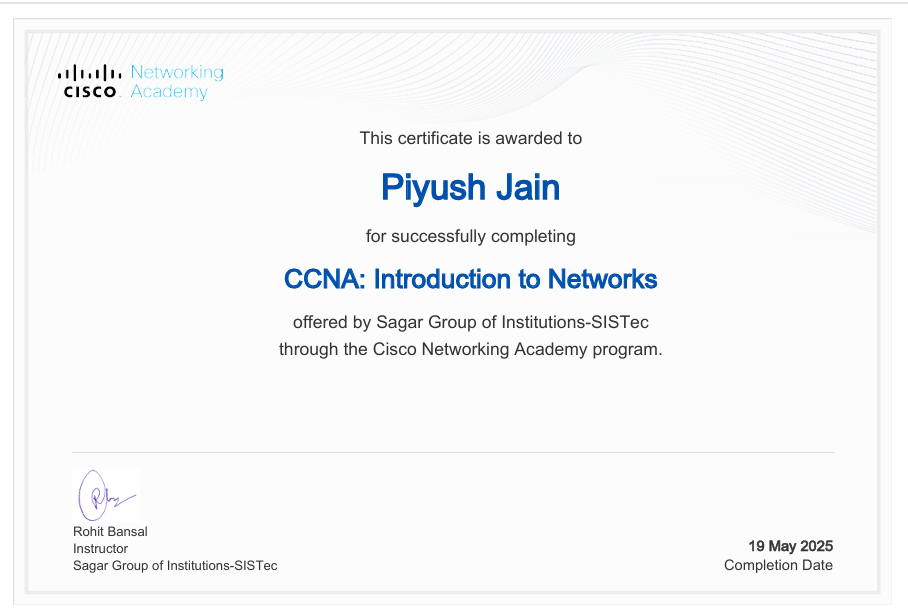 Networking
CISCO Academy
This certificate is awarded to
Piyush Jain
for successfully completing
CCNA: Introduction to Networks
offered by Sagar Group of Institutions-SISTec
through the Cisco Networking Academy program.
Rohit Bansal
Instructor
Sagar Group of Institutions-SISTec
19 May 2025
Completion Date